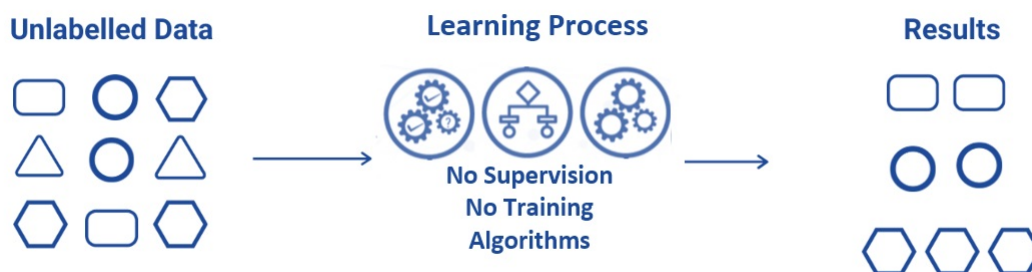 Unlabelled Data
Learning Process
Results
No Supervision
No Training
Algorithms